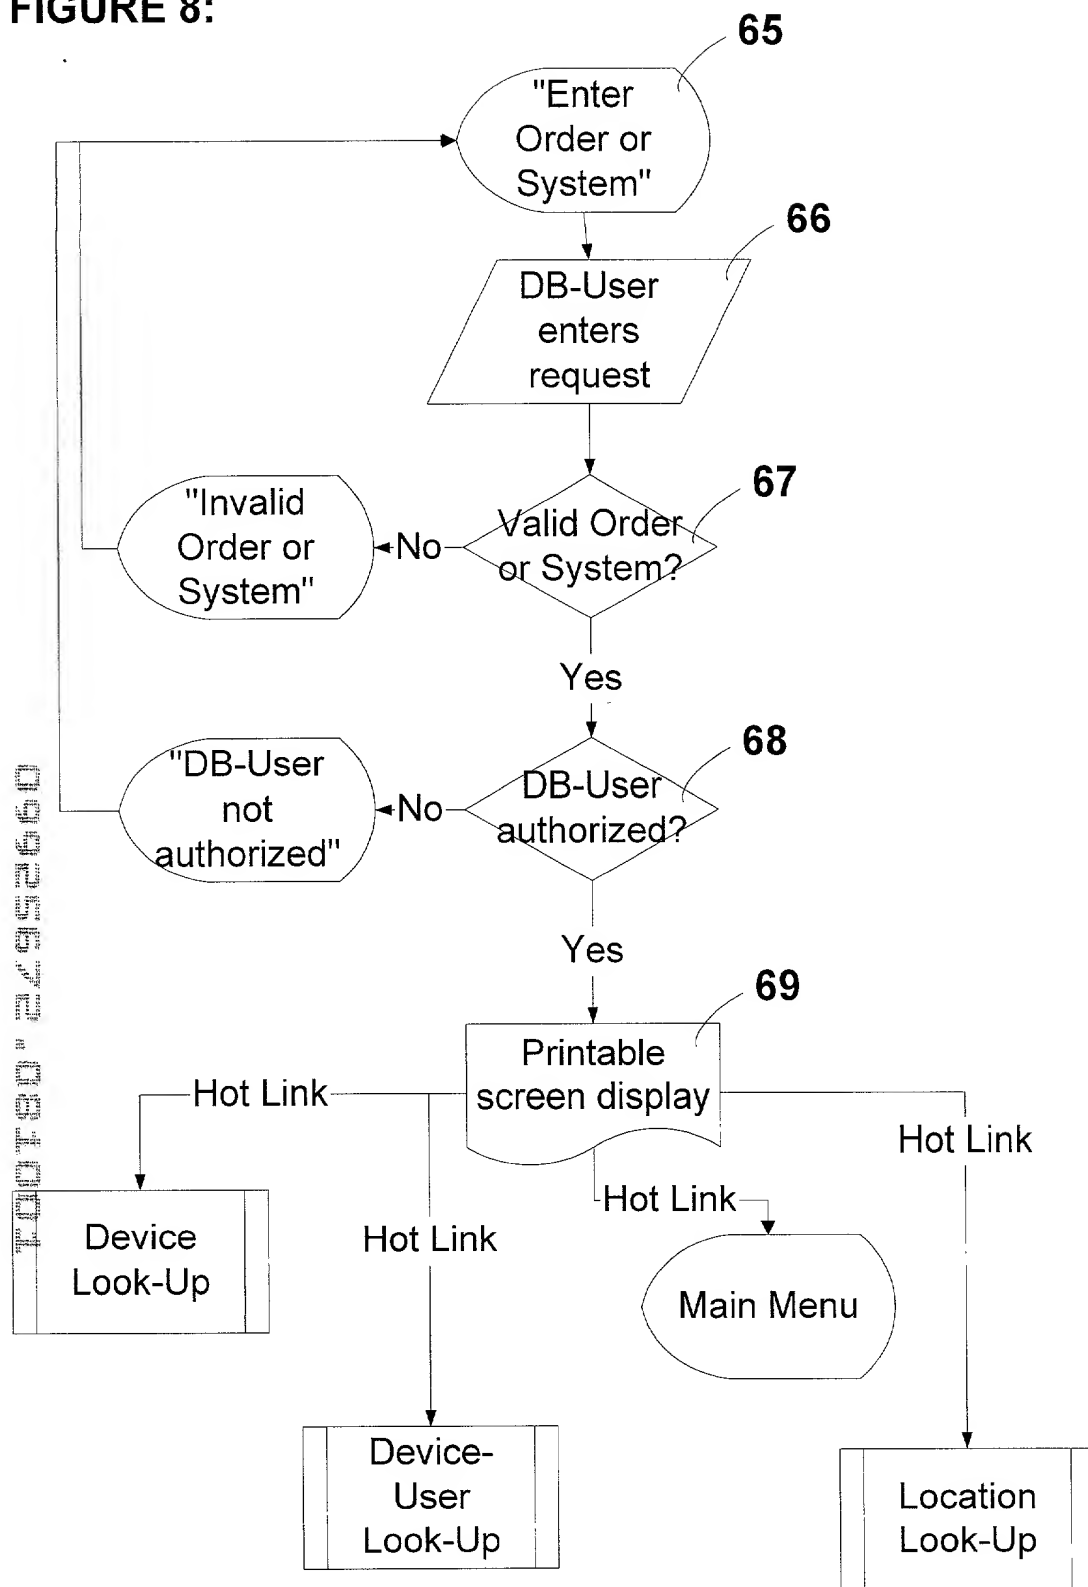 FIGURE 8:
65
"Enter
Order or
System"
66
DB-User
enters
request
67
Valid Order
or System?
No
"Invalid
Order or
System"
Yes
68
DB-User
authorized?
No
"DB-User
not
authorized"
Yes
69
Printable
screen display
Hot Link
Hot Link
Hot Link
Hot Link
Device
Look-Up
Main Menu
Device-
User
Look-Up
Location
Look-Up